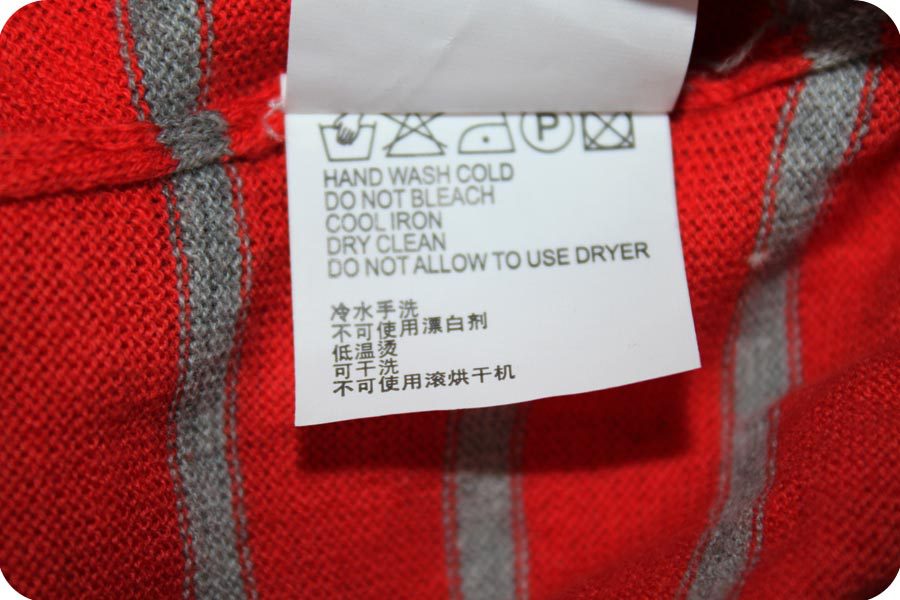 P
HAND WASH COLD
DO NOT BLEACH
COOL IRON
DRY CLEAN
DO NOT ALLOW TO USE DRYER
冷水手洗
不可使用漂白剂
低温烫
可干洗
不可使用滚烘干机